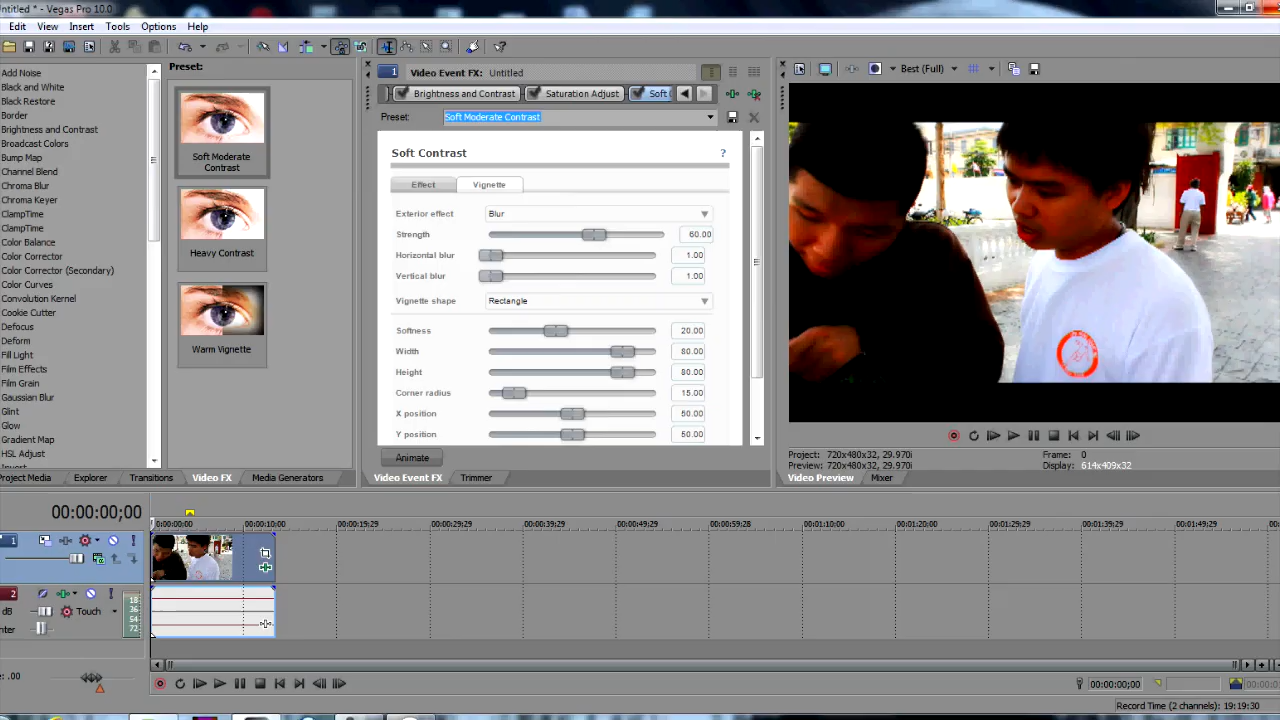 Untitled * - Vegas Pro 10.0
Edit View Insert Tools Options Help
Add Noise
Black and White
Black Restore
Border
Brightness and Contrast
Broadcast Colors
Bump Map
Channel Blend
Chroma Blur
Chroma Keyer
ClampTime
ClampTime
Color Balance
Color Corrector
Color Corrector (Secondary)
Color Curves
Convolution Kernel
Cookie Cutter
Defocus
Deform
Fill Light
Film Effects
Film Grain
Gaussian Blur
Glint
Glow
Gradient Map
HSL Adjust
Invert
Preset:
Soft Moderate
Contrast
Heavy Contrast
Warm Vignette
Project Media Explorer Transitions Video FX Media Generators
1 Video Event FX: Untitled
Brightness and Contrast Saturation Adjust Soft C
Preset: Soft Moderate Contrast
Soft Contrast ?
Effect Vignette
Exterior effect Blur
Strength 60.00
Horizontal blur 1.00
Vertical blur 1.00
Vignette shape Rectangle
Softness 20.00
Width 80.00
Height 80.00
Corner radius 15.00
X position 50.00
Y position 50.00
Animate
Video Event FX Trimmer
Best (Full)
Project: 720x480x32, 29.970i Frame: 0
Preview: 720x480x32, 29.970i Display: 614x409x32
Video Preview Mixer
00:00:00;00
0:00:00;00 00:00:10;00 00:00:19;29 00:00:29;29 00:00:39;29 00:00:49;29 00:00:59;28 00:01:10;00 00:01:20;00 00:01:29;29 00:01:39;29 00:01:49;29
1
2
dB Touch
18
36
54
72
nter
e: .00
00:00:00;00
Record Time (2 channels): 19:19:30